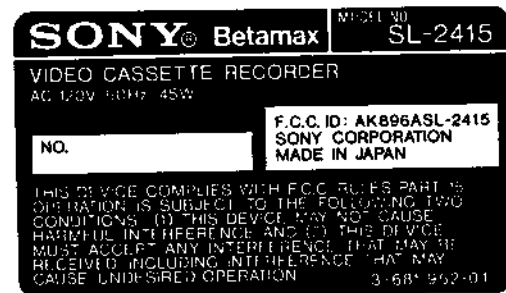 SONY® Betamax
MODEL NO.
SL-2415
VIDEO CASSETTE RECORDER
AC 120V 60Hz 45W
F.C.C. ID: AK896ASL-2415
SONY CORPORATION
MADE IN JAPAN
NO.
THIS DEVICE COMPLIES WITH F.C.C. RULES PART 15
OPERATION IS SUBJECT TO THE FOLLOWING TWO
CONDITIONS: (1) THIS DEVICE MAY NOT CAUSE
HARMFUL INTERFERENCE AND (2) THIS DEVICE
MUST ACCEPT ANY INTERFERENCE THAT MAY BE
RECEIVED INCLUDING INTERFERENCE THAT MAY
CAUSE UNDESIRED OPERATION